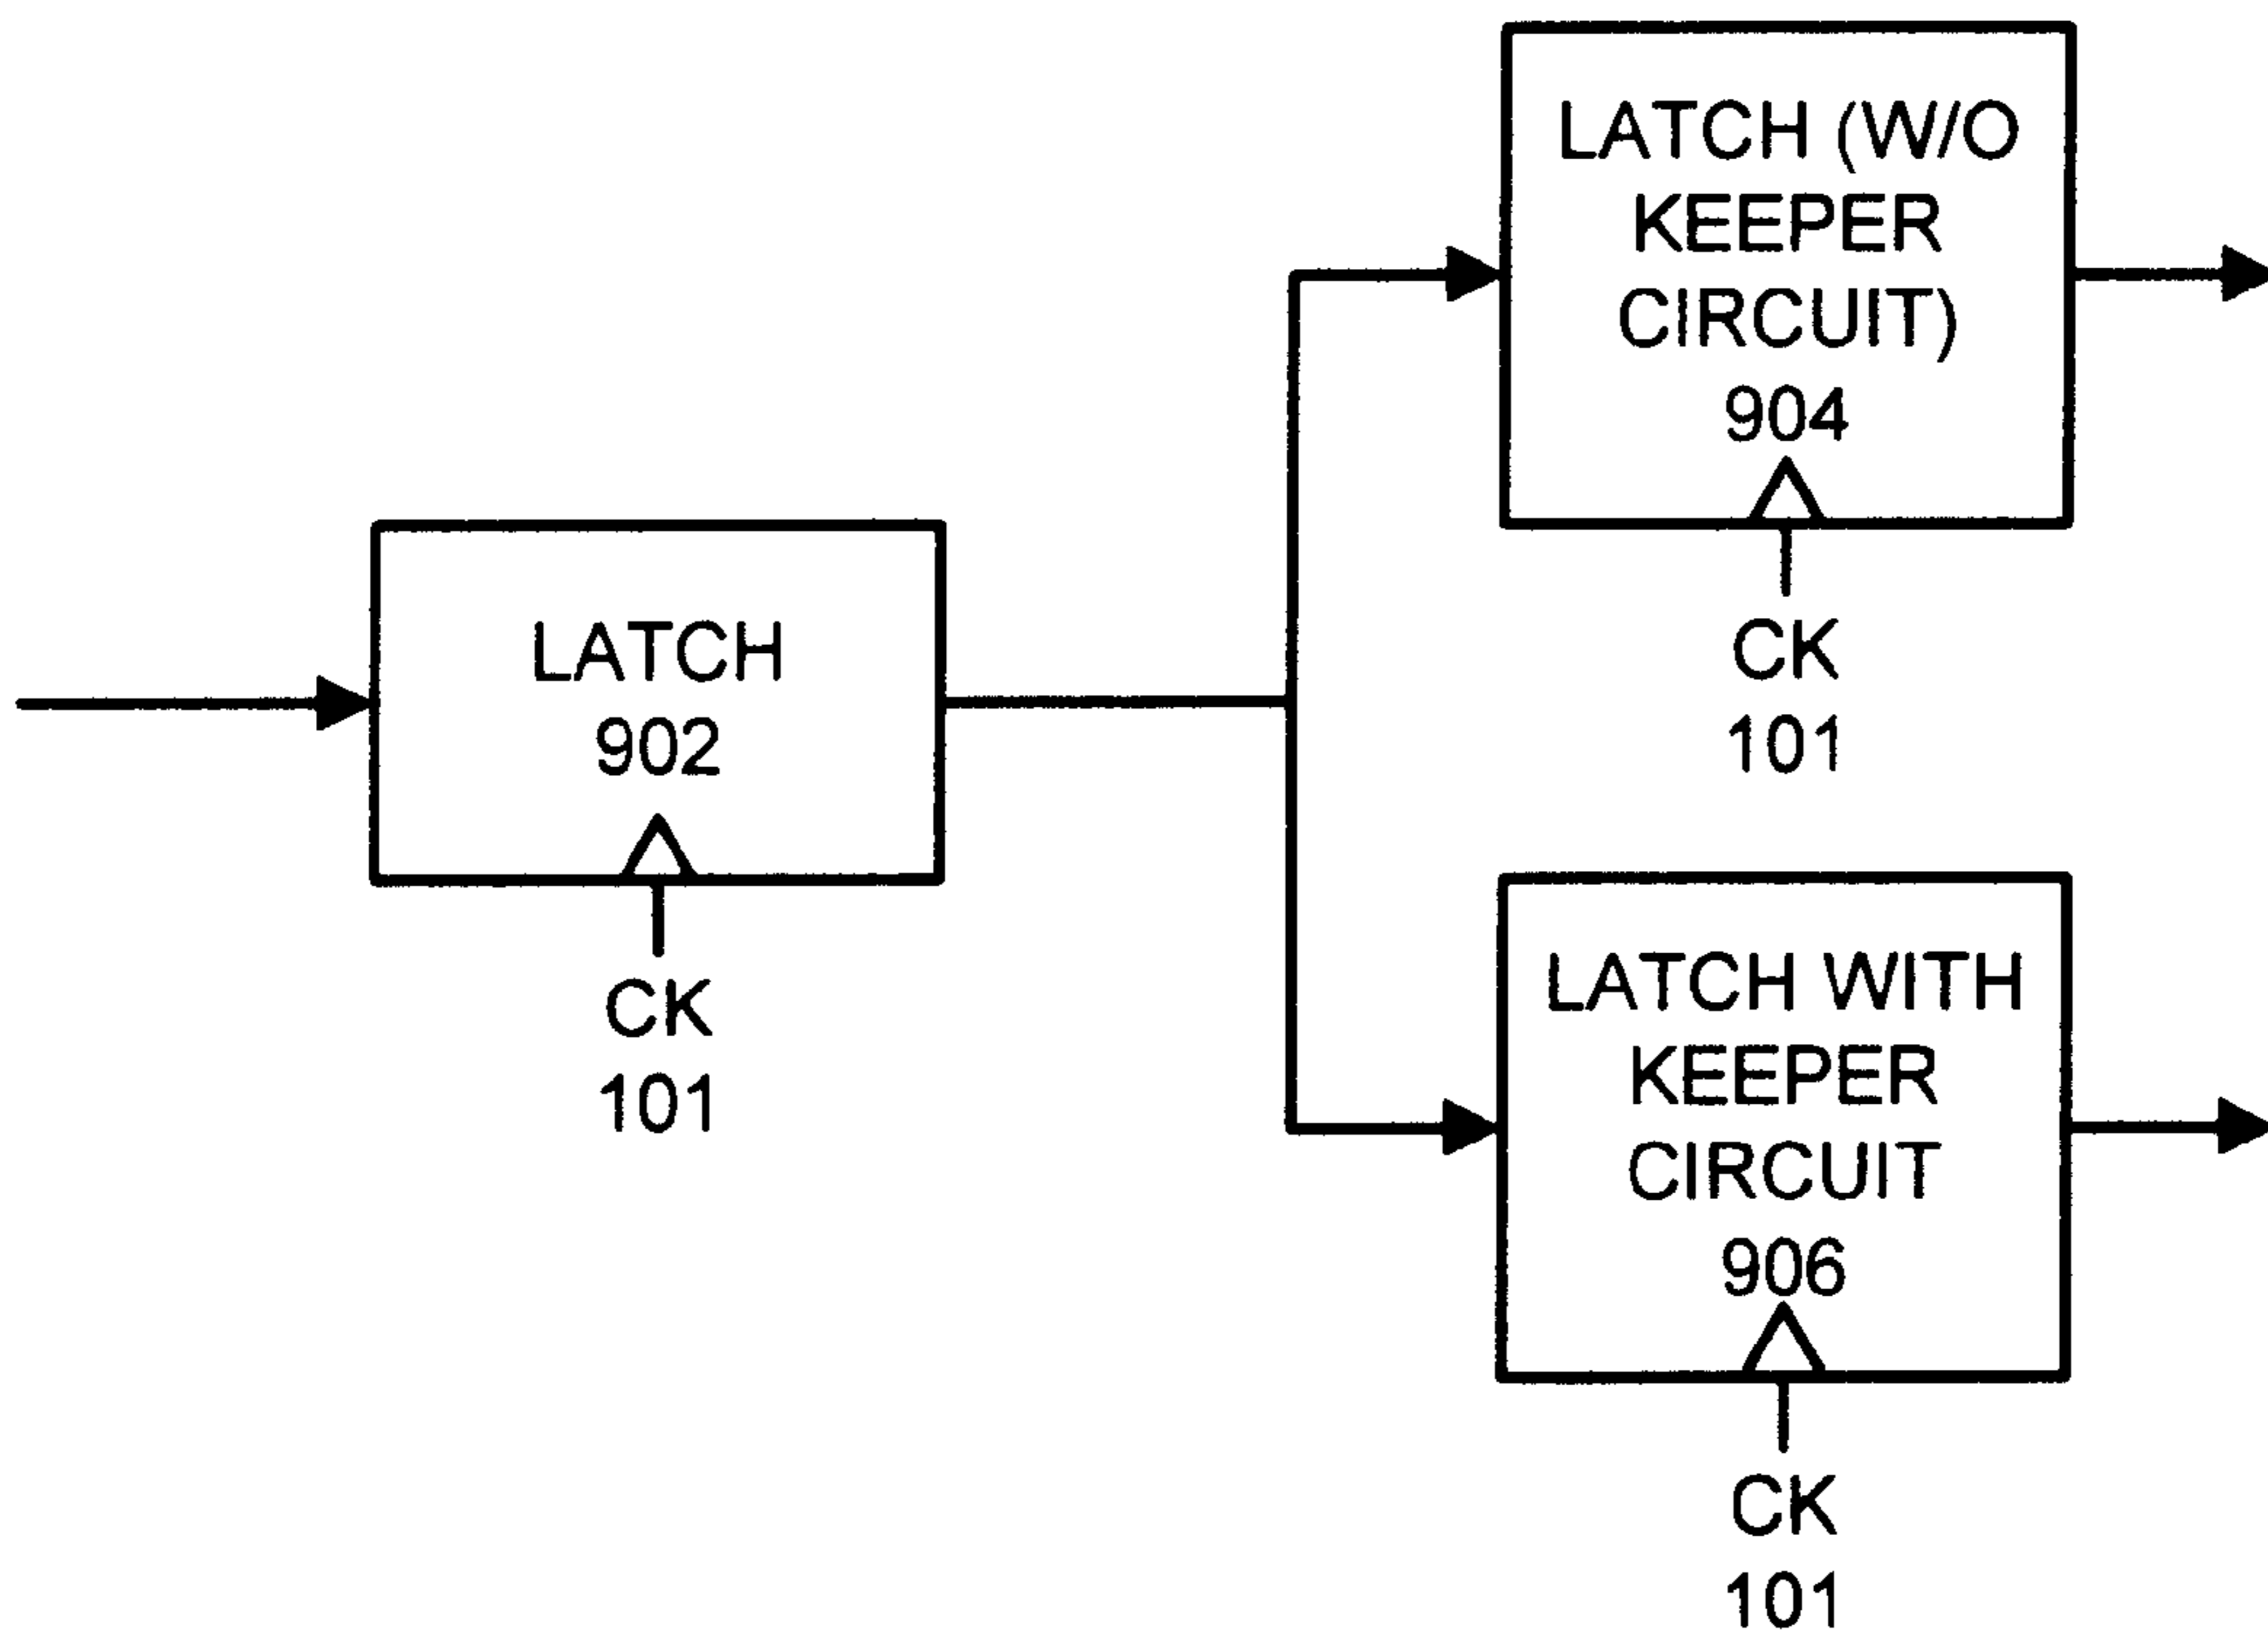 LATCH (W/O
KEEPER
CIRCUIT)
904
CK
101
LATCH
902
CK
101
LATCH WITH
KEEPER
CIRCUIT
906
CK
101